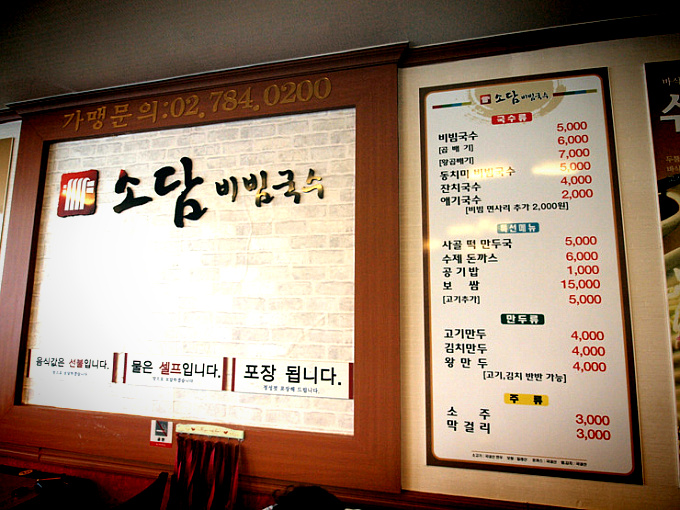 가맹문의:02.784.0200
소담 비빔국수
음식값은 선불입니다.
물은 셀프입니다.
포장 됩니다.
소담 비빔국수
국수류
비빔국수 5,000
[곱빼기] 6,000
[왕곱빼기] 7,000
동치미 비빔국수 5,000
잔치국수 4,000
애기국수 2,000
[비빔 면사리 추가 2,000원]
특선메뉴
사골 떡 만두국 5,000
수제 돈까스 6,000
공기밥 1,000
보 쌈 15,000
[고기추가] 5,000
만두류
고기만두 4,000
김치만두 4,000
왕 만 두 4,000
[고기,김치 반반 가능]
주 류
소 주 3,000
막 걸 리 3,000